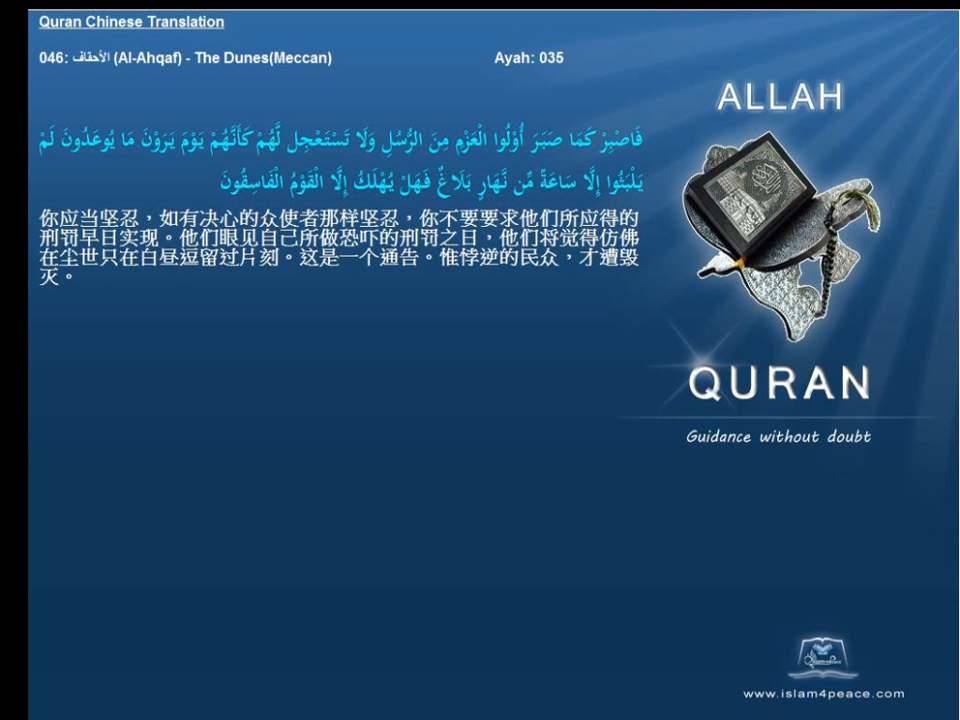 Quran Chinese Translation
046: الأحقاف (Al-Ahqaf) - The Dunes(Meccan) Ayah: 035
فَاصْبِرْ كَمَا صَبَرَ أُوْلُوا الْعَزْمِ مِنَ الرُّسُلِ وَلَا تَسْتَعْجِل لَّهُمْ كَأَنَّهُمْ يَوْمَ يَرَوْنَ مَا يُوعَدُونَ لَمْ
يَلْبَثُوا إِلَّا سَاعَةً مِّن نَّهَارٍ بَلَاغٌ فَهَلْ يُهْلَكُ إِلَّا الْقَوْمُ الْفَاسِقُونَ
你应当坚忍，如有决心的众使者那样坚忍，你不要要求他们所应得的
刑罚早日实现。他们眼见自己所做恐吓的刑罚之日，他们将觉得仿佛
在尘世只在白昼逗留过片刻。这是一个通告。惟悖逆的民众，才遭毁
灭。
ALLAH
QURAN
Guidance without doubt
www.islam4peace.com